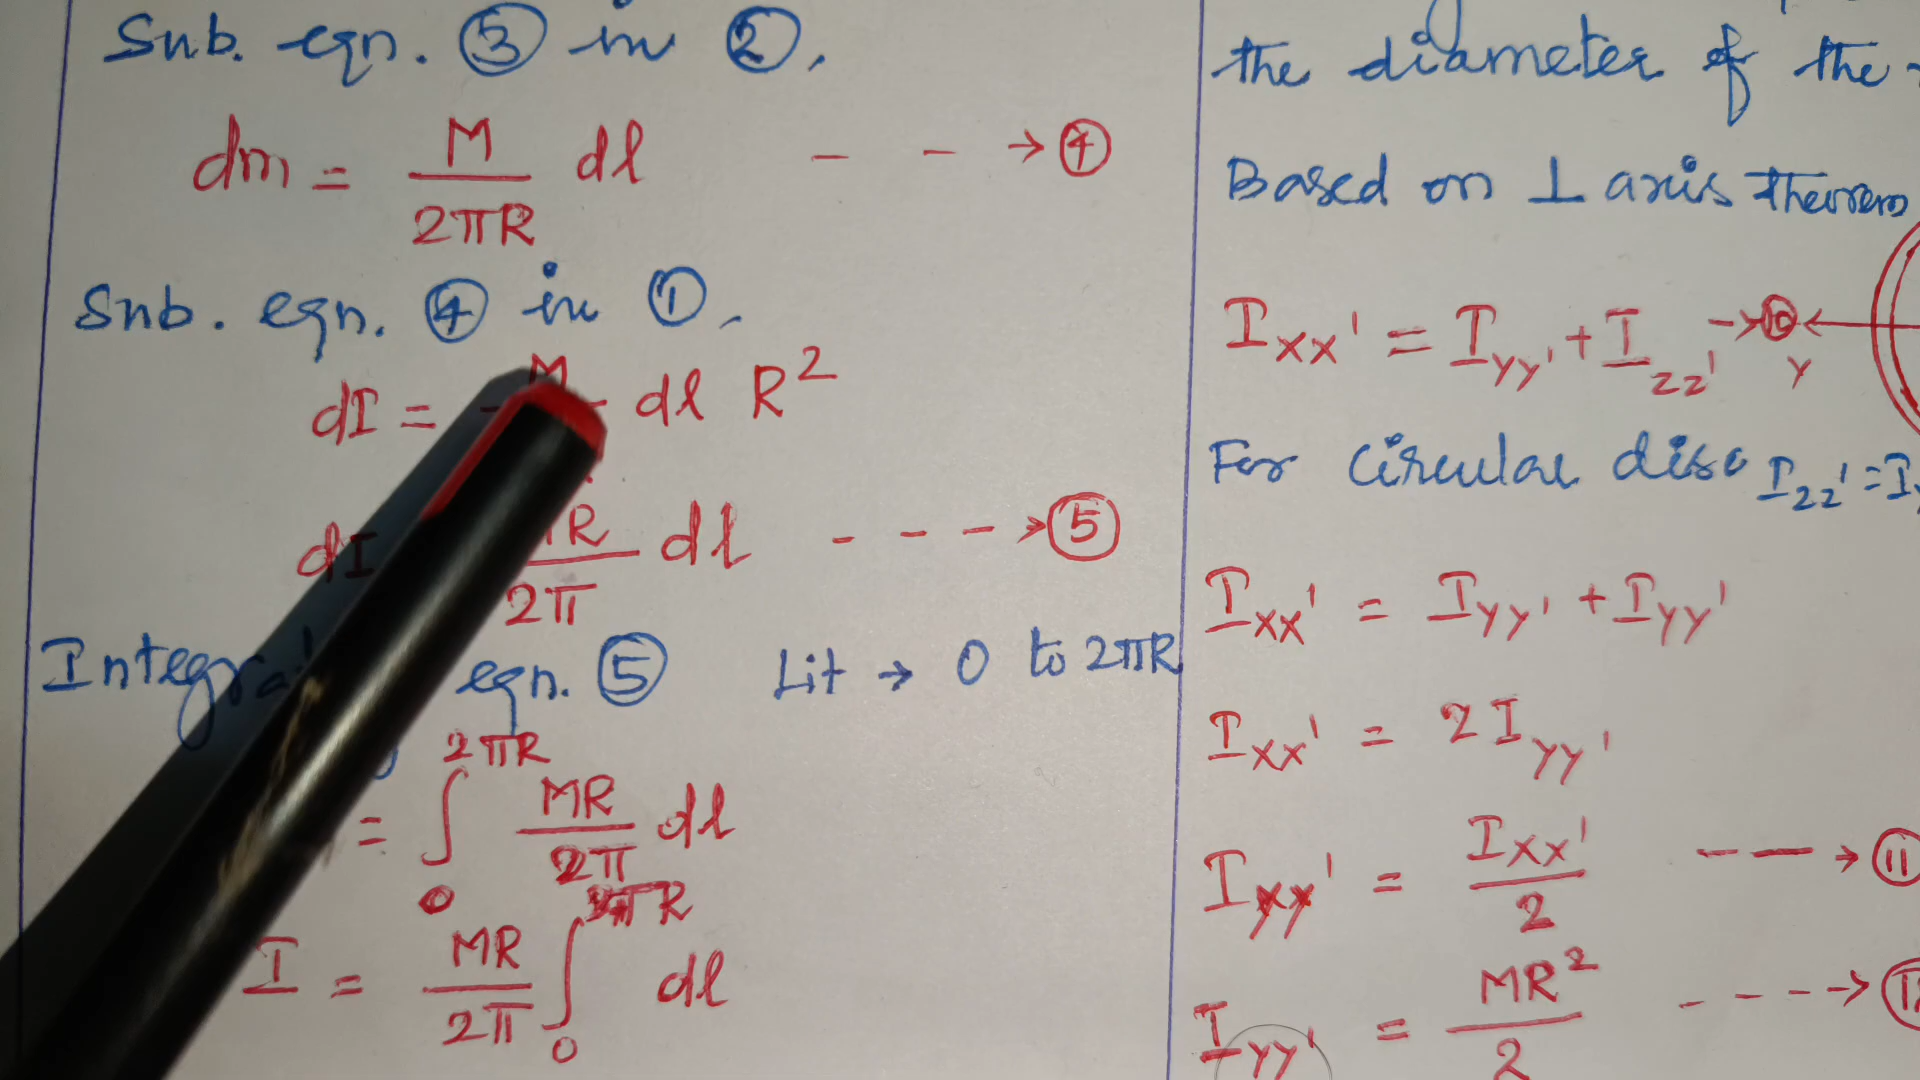 Sub. eqn. ③ in ②,
dm = M/2πR dl - - → ④
Sub. eqn. ④ in ①,
dI = M dl R²
dI R/2π dl - - - → ⑤
eqn. ⑤ Lit → 0 to 2πR
= ∫₀^2πR MR/2π dl
I = MR/2π ∫₀ dl
the diameter of the
Based on ⊥ axis theorem
Ixx' = Iyy' + Izz' → ⑩
Y
For circular disc Izz' = I
Ixx' = Iyy' + Iyy'
Ixx' = 2 Iyy'
Iyy' = Ixx'/2 - - → ⑪
Iyy' = MR²/2 - - - - →